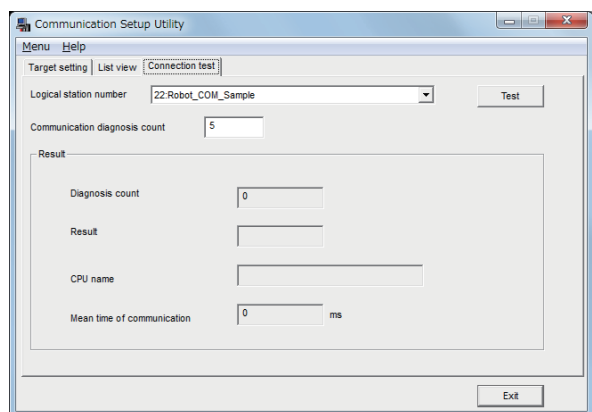 Communication Setup Utility
Menu Help
Target setting List view Connection test
Logical station number 22:Robot_COM_Sample Test
Communication diagnosis count 5
Result
Diagnosis count 0
Result
CPU name
Mean time of communication 0 ms
Exit